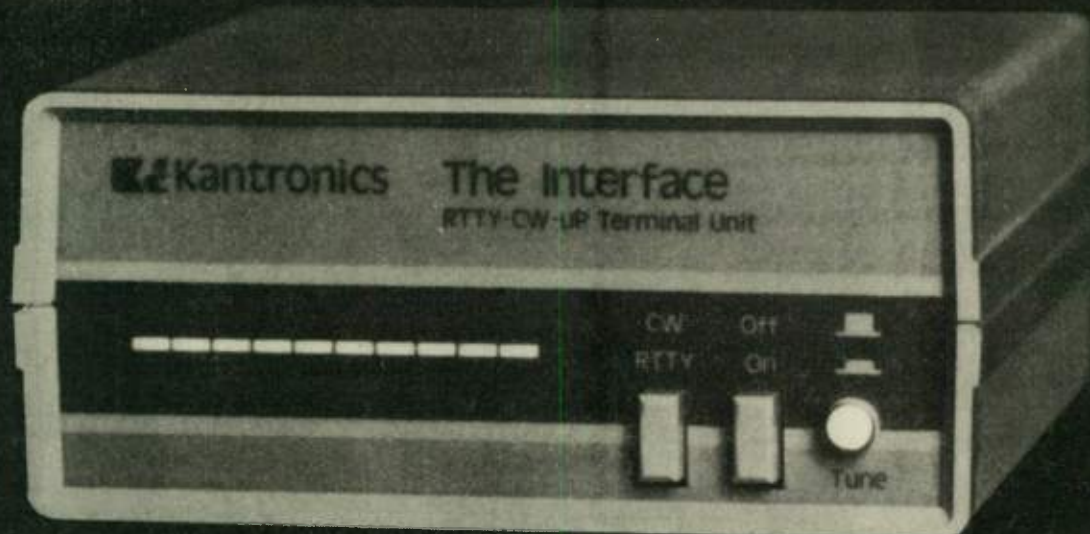 Kantronics The Interface
RTTY-CW-uP Terminal Unit
CW Off
RTTY On
Tune